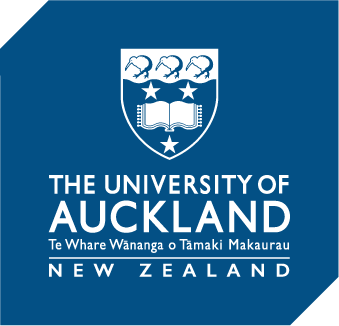 THE UNIVERSITY OF
AUCKLAND
Te Whare Wānanga o Tāmaki Makaurau
NEW ZEALAND